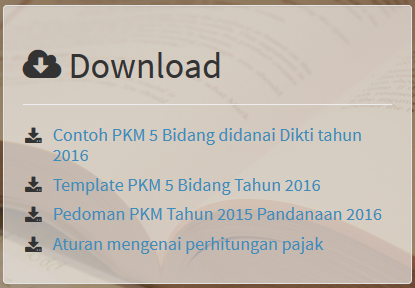 Download
Contoh PKM 5 Bidang didanai Dikti tahun
2016
Template PKM 5 Bidang Tahun 2016
Pedoman PKM Tahun 2015 Pandanaan 2016
Aturan mengenai perhitungan pajak